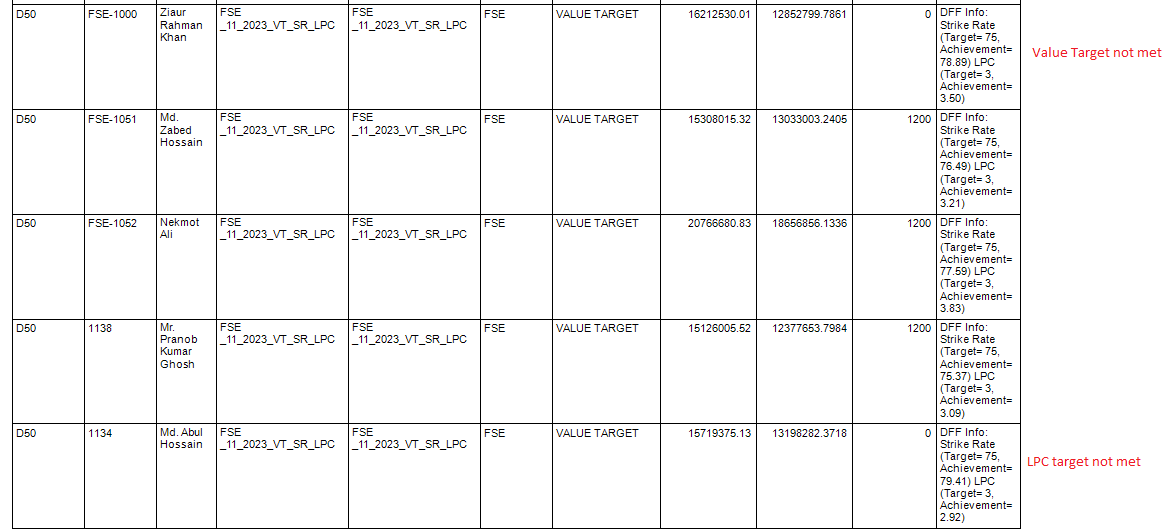 D50 FSE-1000 Ziaur FSE FSE FSE VALUE TARGET 16212530.01 12852799.7861 0 DFF Info:
Rahman _11_2023_VT_SR_LPC _11_2023_VT_SR_LPC Strike Rate
Khan (Target= 75,
Achievement=
78.89) LPC
(Target= 3,
Achievement=
3.50)
Value Target not met
D50 FSE-1051 Md. FSE FSE FSE VALUE TARGET 15308015.32 13033003.2405 1200 DFF Info:
Zabed _11_2023_VT_SR_LPC _11_2023_VT_SR_LPC Strike Rate
Hossain (Target= 75,
Achievement=
76.49) LPC
(Target= 3,
Achievement=
3.21)
D50 FSE-1052 Nekmot FSE FSE FSE VALUE TARGET 20766680.83 18656856.1336 1200 DFF Info:
Ali _11_2023_VT_SR_LPC _11_2023_VT_SR_LPC Strike Rate
(Target= 75,
Achievement=
77.59) LPC
(Target= 3,
Achievement=
3.83)
D50 1138 Mr. FSE FSE FSE VALUE TARGET 15126005.52 12377653.7984 1200 DFF Info:
Pranob _11_2023_VT_SR_LPC _11_2023_VT_SR_LPC Strike Rate
Kumar (Target= 75,
Ghosh Achievement=
75.37) LPC
(Target= 3,
Achievement=
3.09)
D50 1134 Md. Abul FSE FSE FSE VALUE TARGET 15719375.13 13198282.3718 0 DFF Info:
Hossain _11_2023_VT_SR_LPC _11_2023_VT_SR_LPC Strike Rate
(Target= 75,
Achievement=
79.41) LPC
(Target= 3,
Achievement=
2.92)
LPC target not met